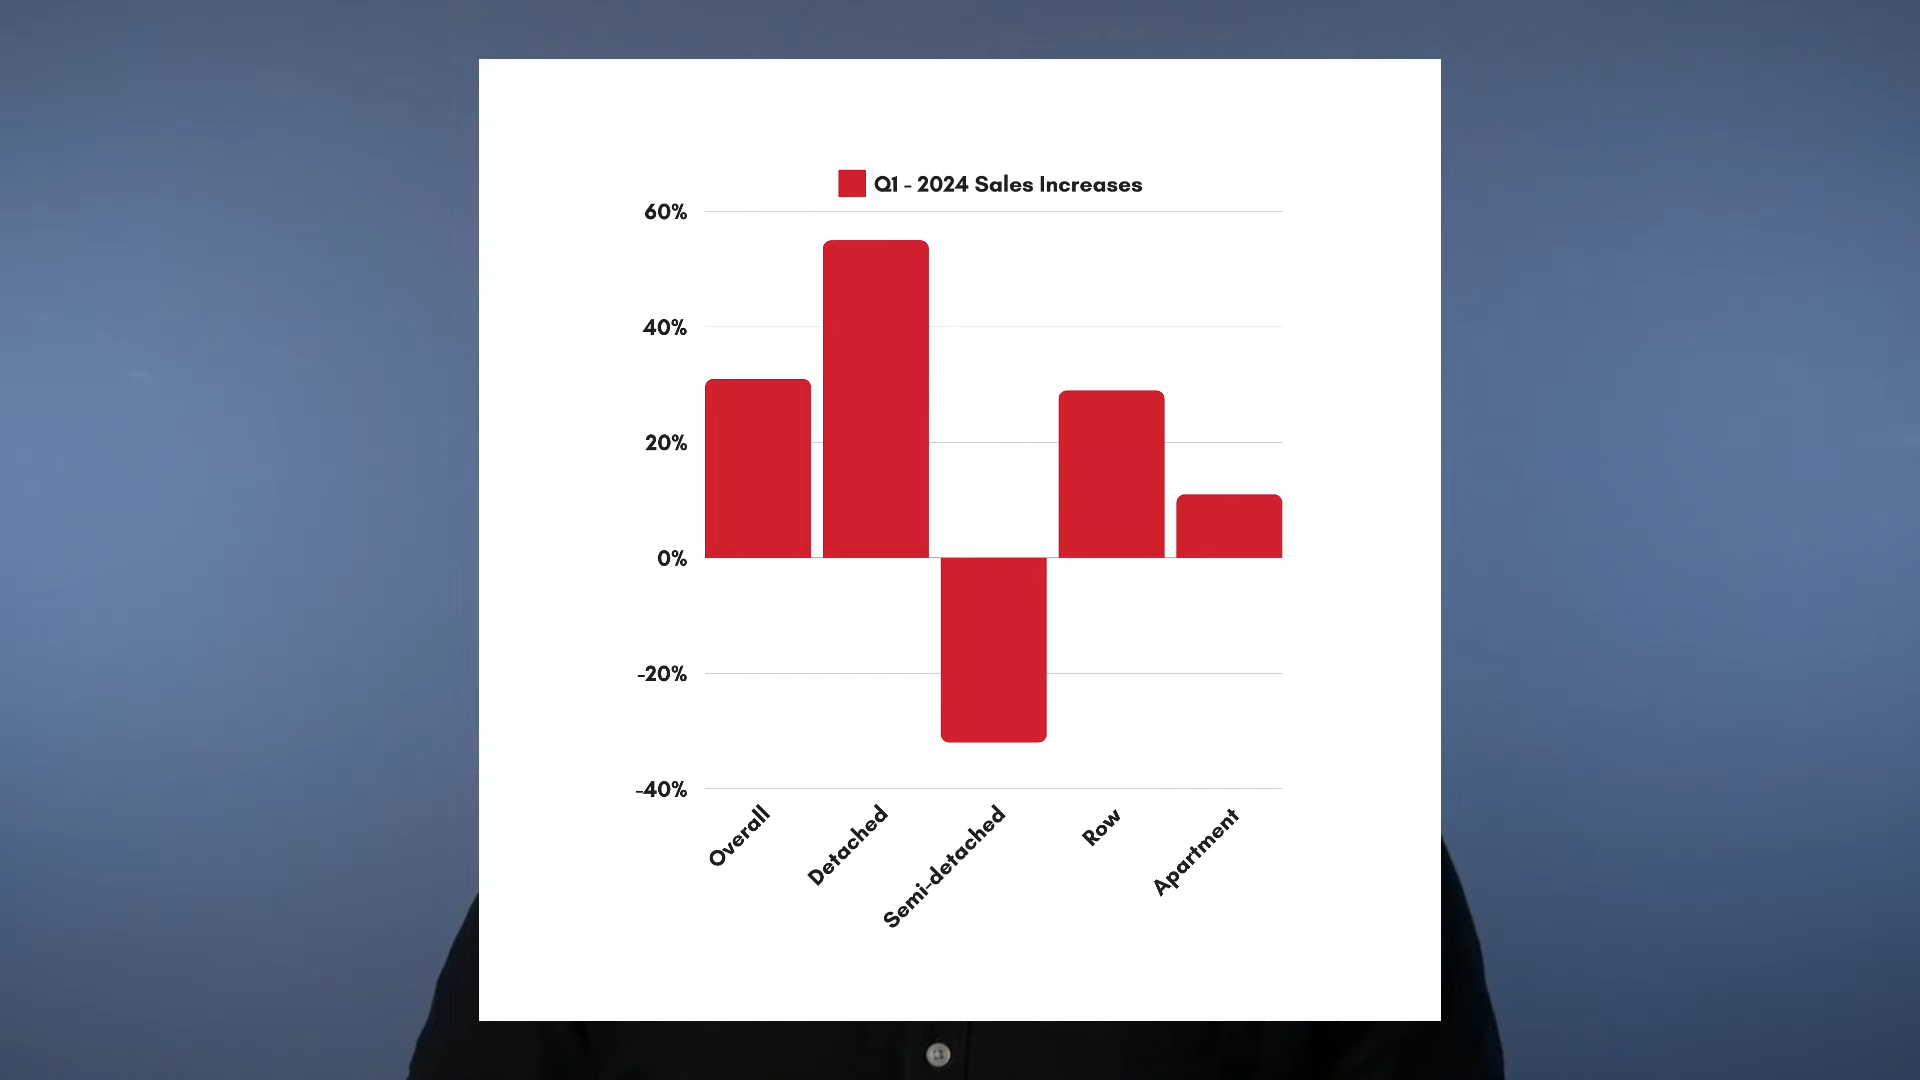 Q1 - 2024 Sales Increases
60%
40%
20%
0%
-20%
-40%
Overall
Detached
Semi-detached
Row
Apartment